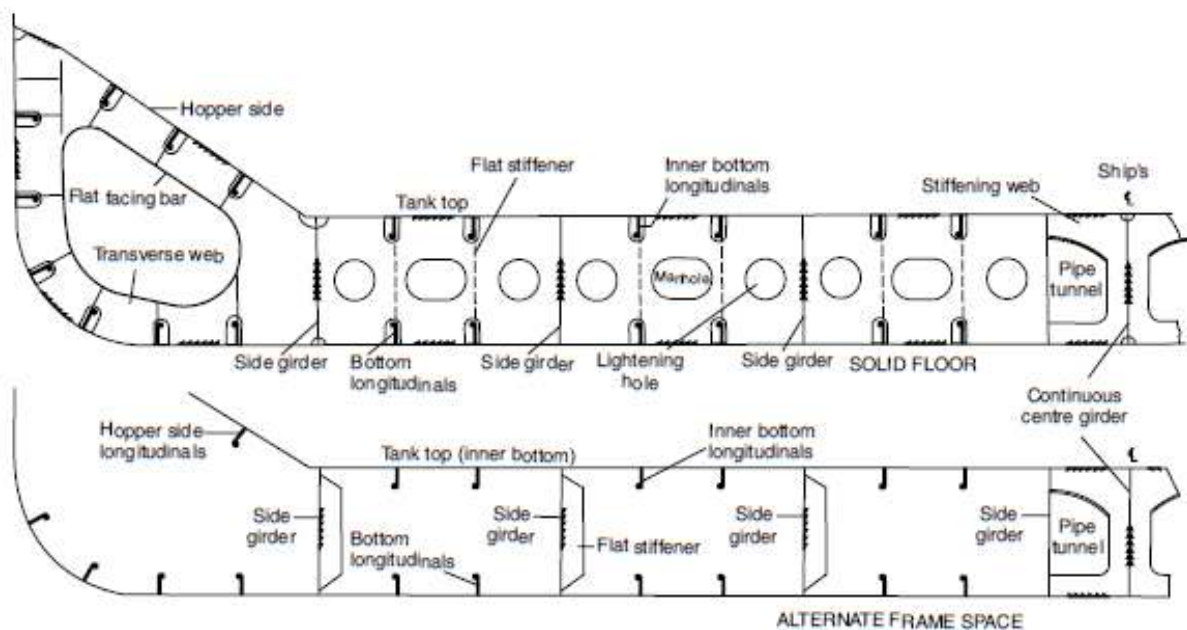 Hopper side
Flat facing bar
Transverse web
Tank top
Flat stiffener
Inner bottom
longitudinals
Stiffening web
Ship's
℄
Manhole
Pipe
tunnel
Side girder
Bottom
longitudinals
Side girder
Lightening
hole
Side girder
SOLID FLOOR
Continuous
centre girder
Hopper side
longitudinals
Tank top (inner bottom)
Inner bottom
longitudinals
℄
Side
girder
Bottom
longitudinals
Side
girder
Flat stiffener
Side
girder
Side
girder
Pipe
tunnel
ALTERNATE FRAME SPACE